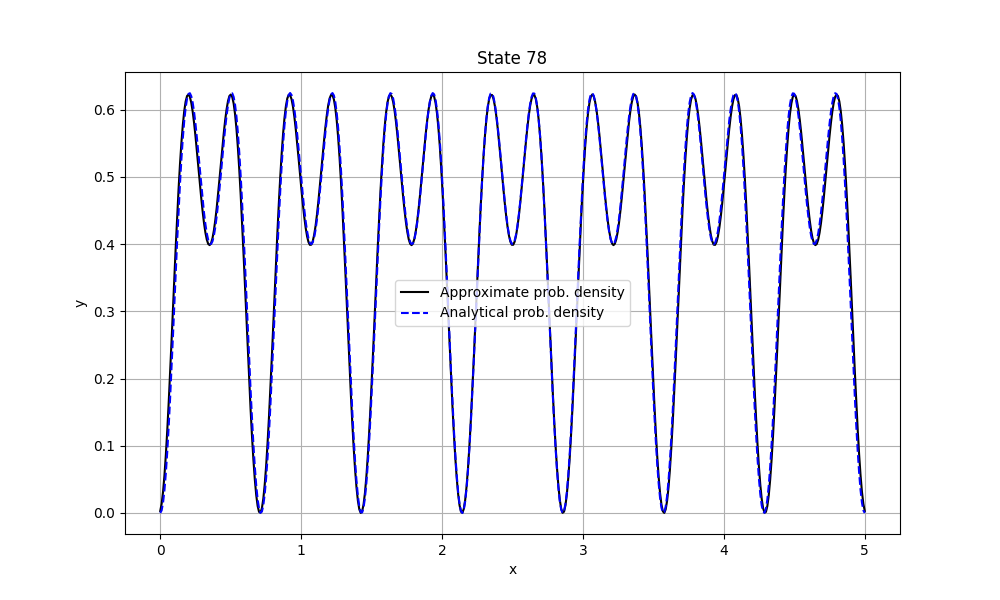 State 78
y
0.6
0.5
0.4
0.3
0.2
0.1
0.0
Approximate prob. density
Analytical prob. density
0 1 2 3 4 5
x